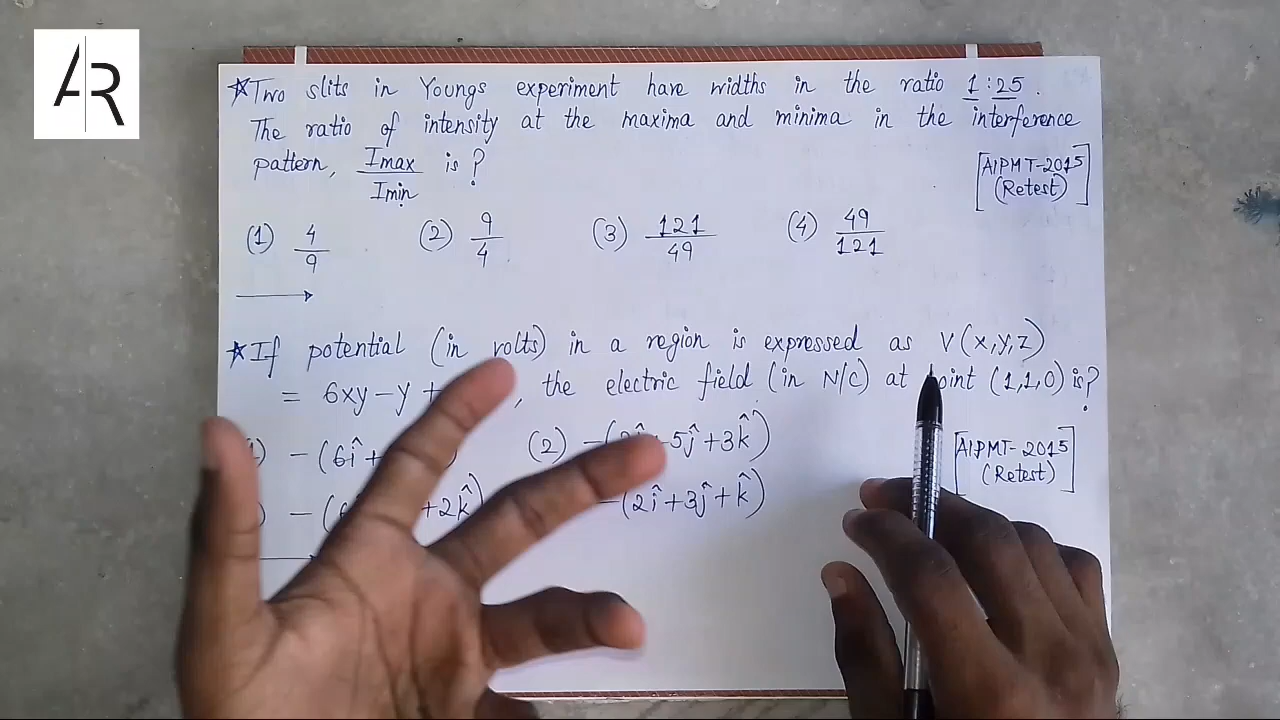 AR
*Two slits in Youngs experiment have widths in the ratio 1:25.
The ratio of intensity at the maxima and minima in the interference
pattern, Imax/Imin is?
[AIPMT-2015 (Retest)]
(1) 4/9 (2) 9/4 (3) 121/49 (4) 49/121
*If potential (in volts) in a region is expressed as V(x,y,z)
= 6xy-y + , the electric field (in N/C) at point (1,1,0) is?
-(6î+ (2) 5ĵ+3k̂)
[AIPMT-2015 (Retest)]
-( +2k̂) -(2î+3ĵ+k̂)